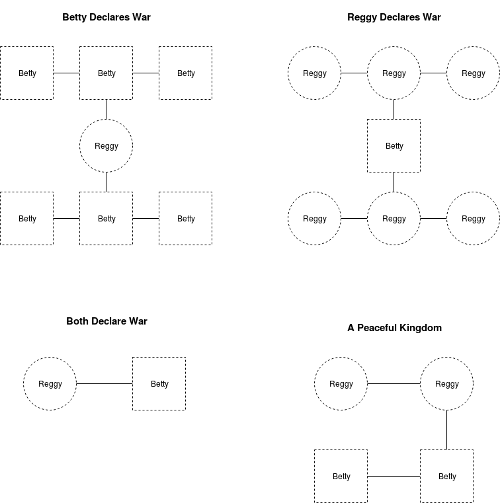 Betty Declares War
Reggy Declares War
Betty Betty Betty
Reggy Reggy Reggy
Reggy
Betty
Betty Betty Betty
Reggy Reggy Reggy
Both Declare War
A Peaceful Kingdom
Reggy Betty
Reggy Reggy
Betty Betty